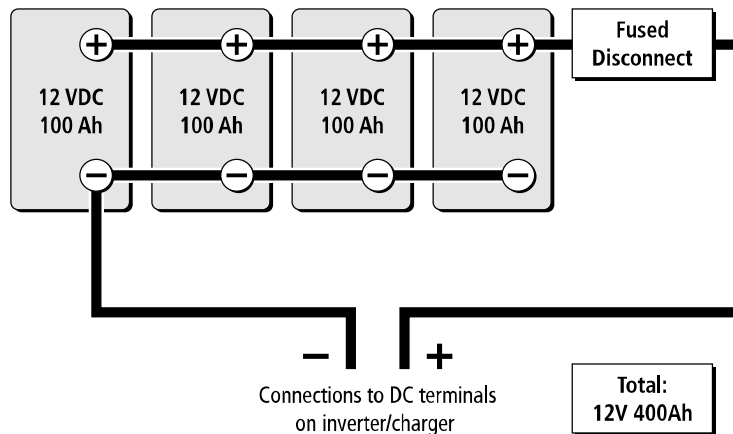 + + + +
Fused
Disconnect
12 VDC 12 VDC 12 VDC 12 VDC
100 Ah 100 Ah 100 Ah 100 Ah
− − − −
− +
Connections to DC terminals
on inverter/charger
Total:
12V 400Ah